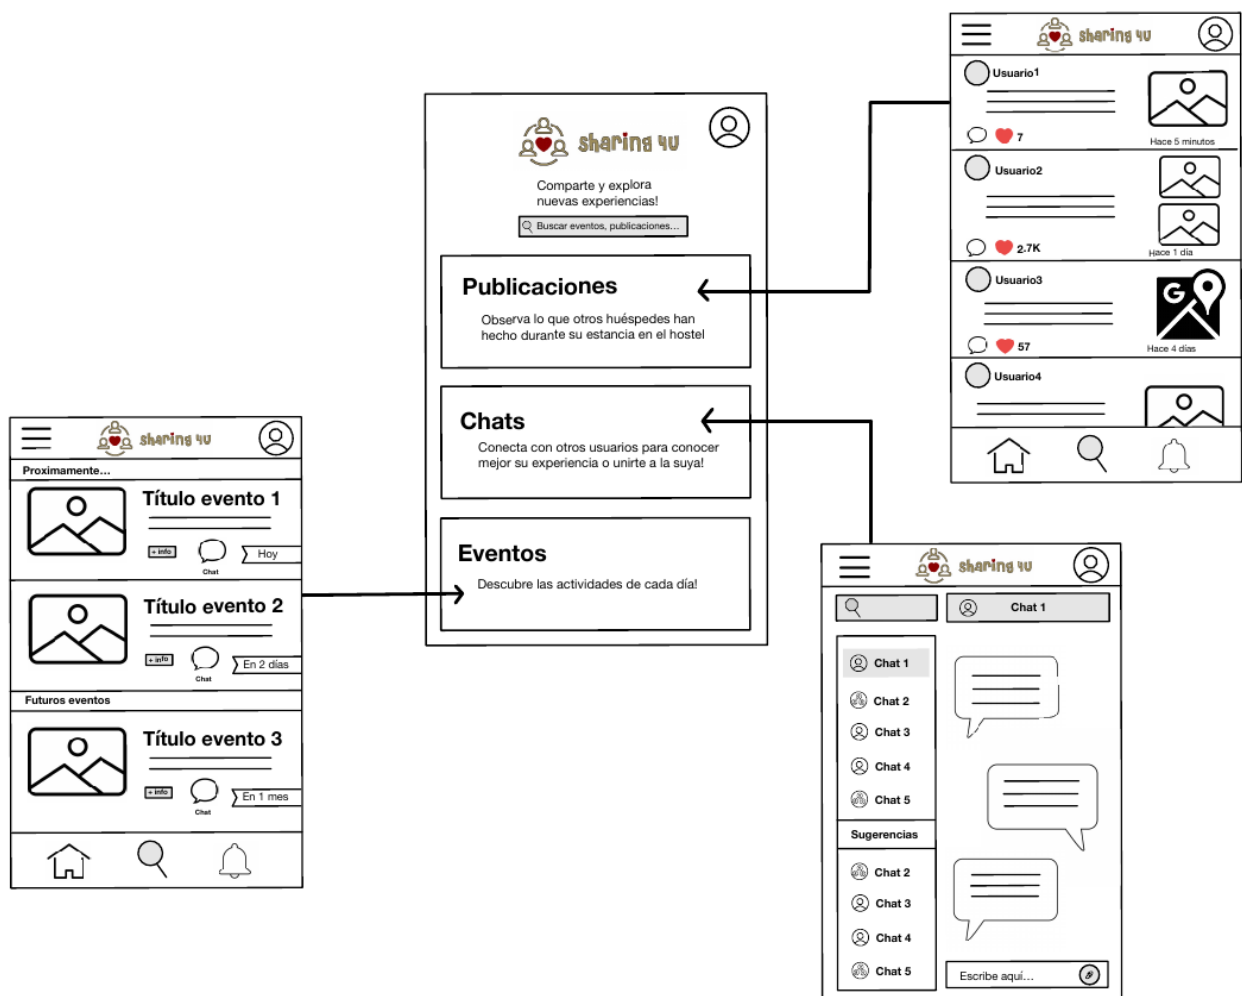 sharing 4U
Comparte y explora
nuevas experiencias!
Buscar eventos, publicaciones...
Publicaciones
Observa lo que otros huéspedes han
hecho durante su estancia en el hostel
Chats
Conecta con otros usuarios para conocer
mejor su experiencia o unirte a la suya!
Eventos
Descubre las actividades de cada día!
sharing 4U
Usuario1
7
Hace 5 minutos
Usuario2
2.7K
Hace 1 día
Usuario3
G
57
Hace 4 días
Usuario4
sharing 4U
Proximamente...
Título evento 1
+ info
Chat
Hoy
Título evento 2
+ info
Chat
En 2 días
Futuros eventos
Título evento 3
+ info
Chat
En 1 mes
sharing 4U
Chat 1
Chat 1
Chat 2
Chat 3
Chat 4
Chat 5
Sugerencias
Chat 2
Chat 3
Chat 4
Chat 5
Escribe aquí...